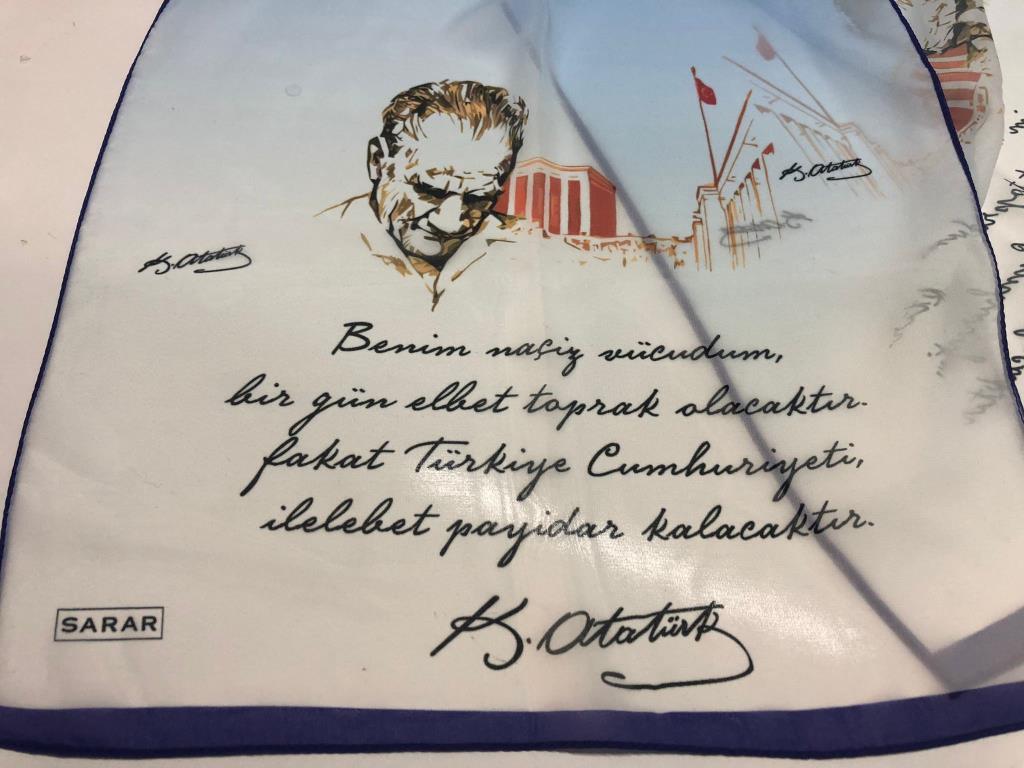 K. Atatürk
K. Atatürk
Benim naçiz vücudum,
bir gün elbet toprak olacaktır.
fakat Türkiye Cumhuriyeti,
ilelebet payidar kalacaktır.
K. Atatürk
SARAR